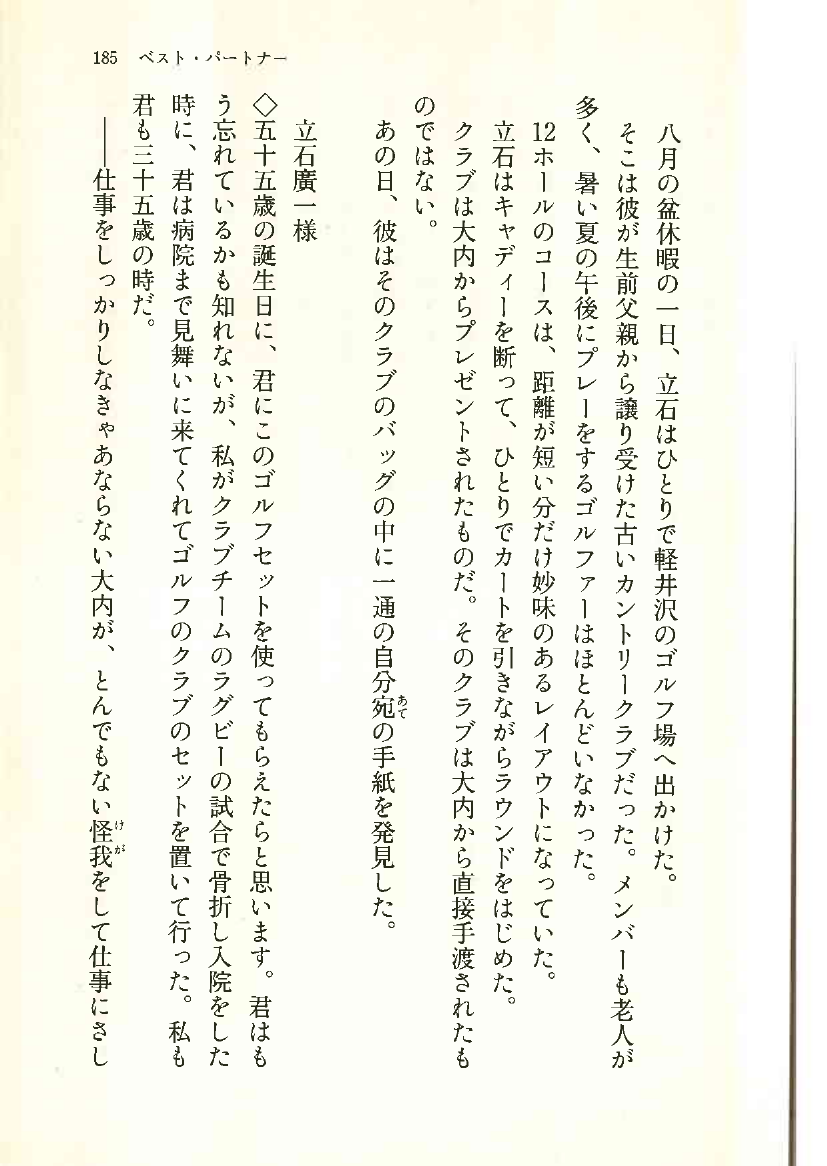 185 ベスト・パートナー
八月の盆休暇の一日、立石はひとりで軽井沢のゴルフ場へ出かけた。
そこは彼が生前父親から譲り受けた古いカントリークラブだった。メンバーも老人が
多く、暑い夏の午後にプレーをするゴルファーはほとんどいなかった。
12ホールのコースは、距離が短い分だけ妙味のあるレイアウトになっていた。
立石はキャディーを断って、ひとりでカートを引きながらラウンドをはじめた。
クラブは大内からプレゼントされたものだ。そのクラブは大内から直接手渡されたも
のではない。
あの日、彼はそのクラブのバッグの中に一通の自分宛の手紙を発見した。
立石廣一様
◇五十五歳の誕生日に、君にこのゴルフセットを使ってもらえたらと思います。君はも
う忘れているかも知れないが、私がクラブチームのラグビーの試合で骨折し入院をした
時に、君は病院まで見舞いに来てくれてゴルフのクラブのセットを置いて行った。私も
君も三十五歳の時だ。
――仕事をしっかりしなきゃあならない大内が、とんでもない怪我をして仕事にさし